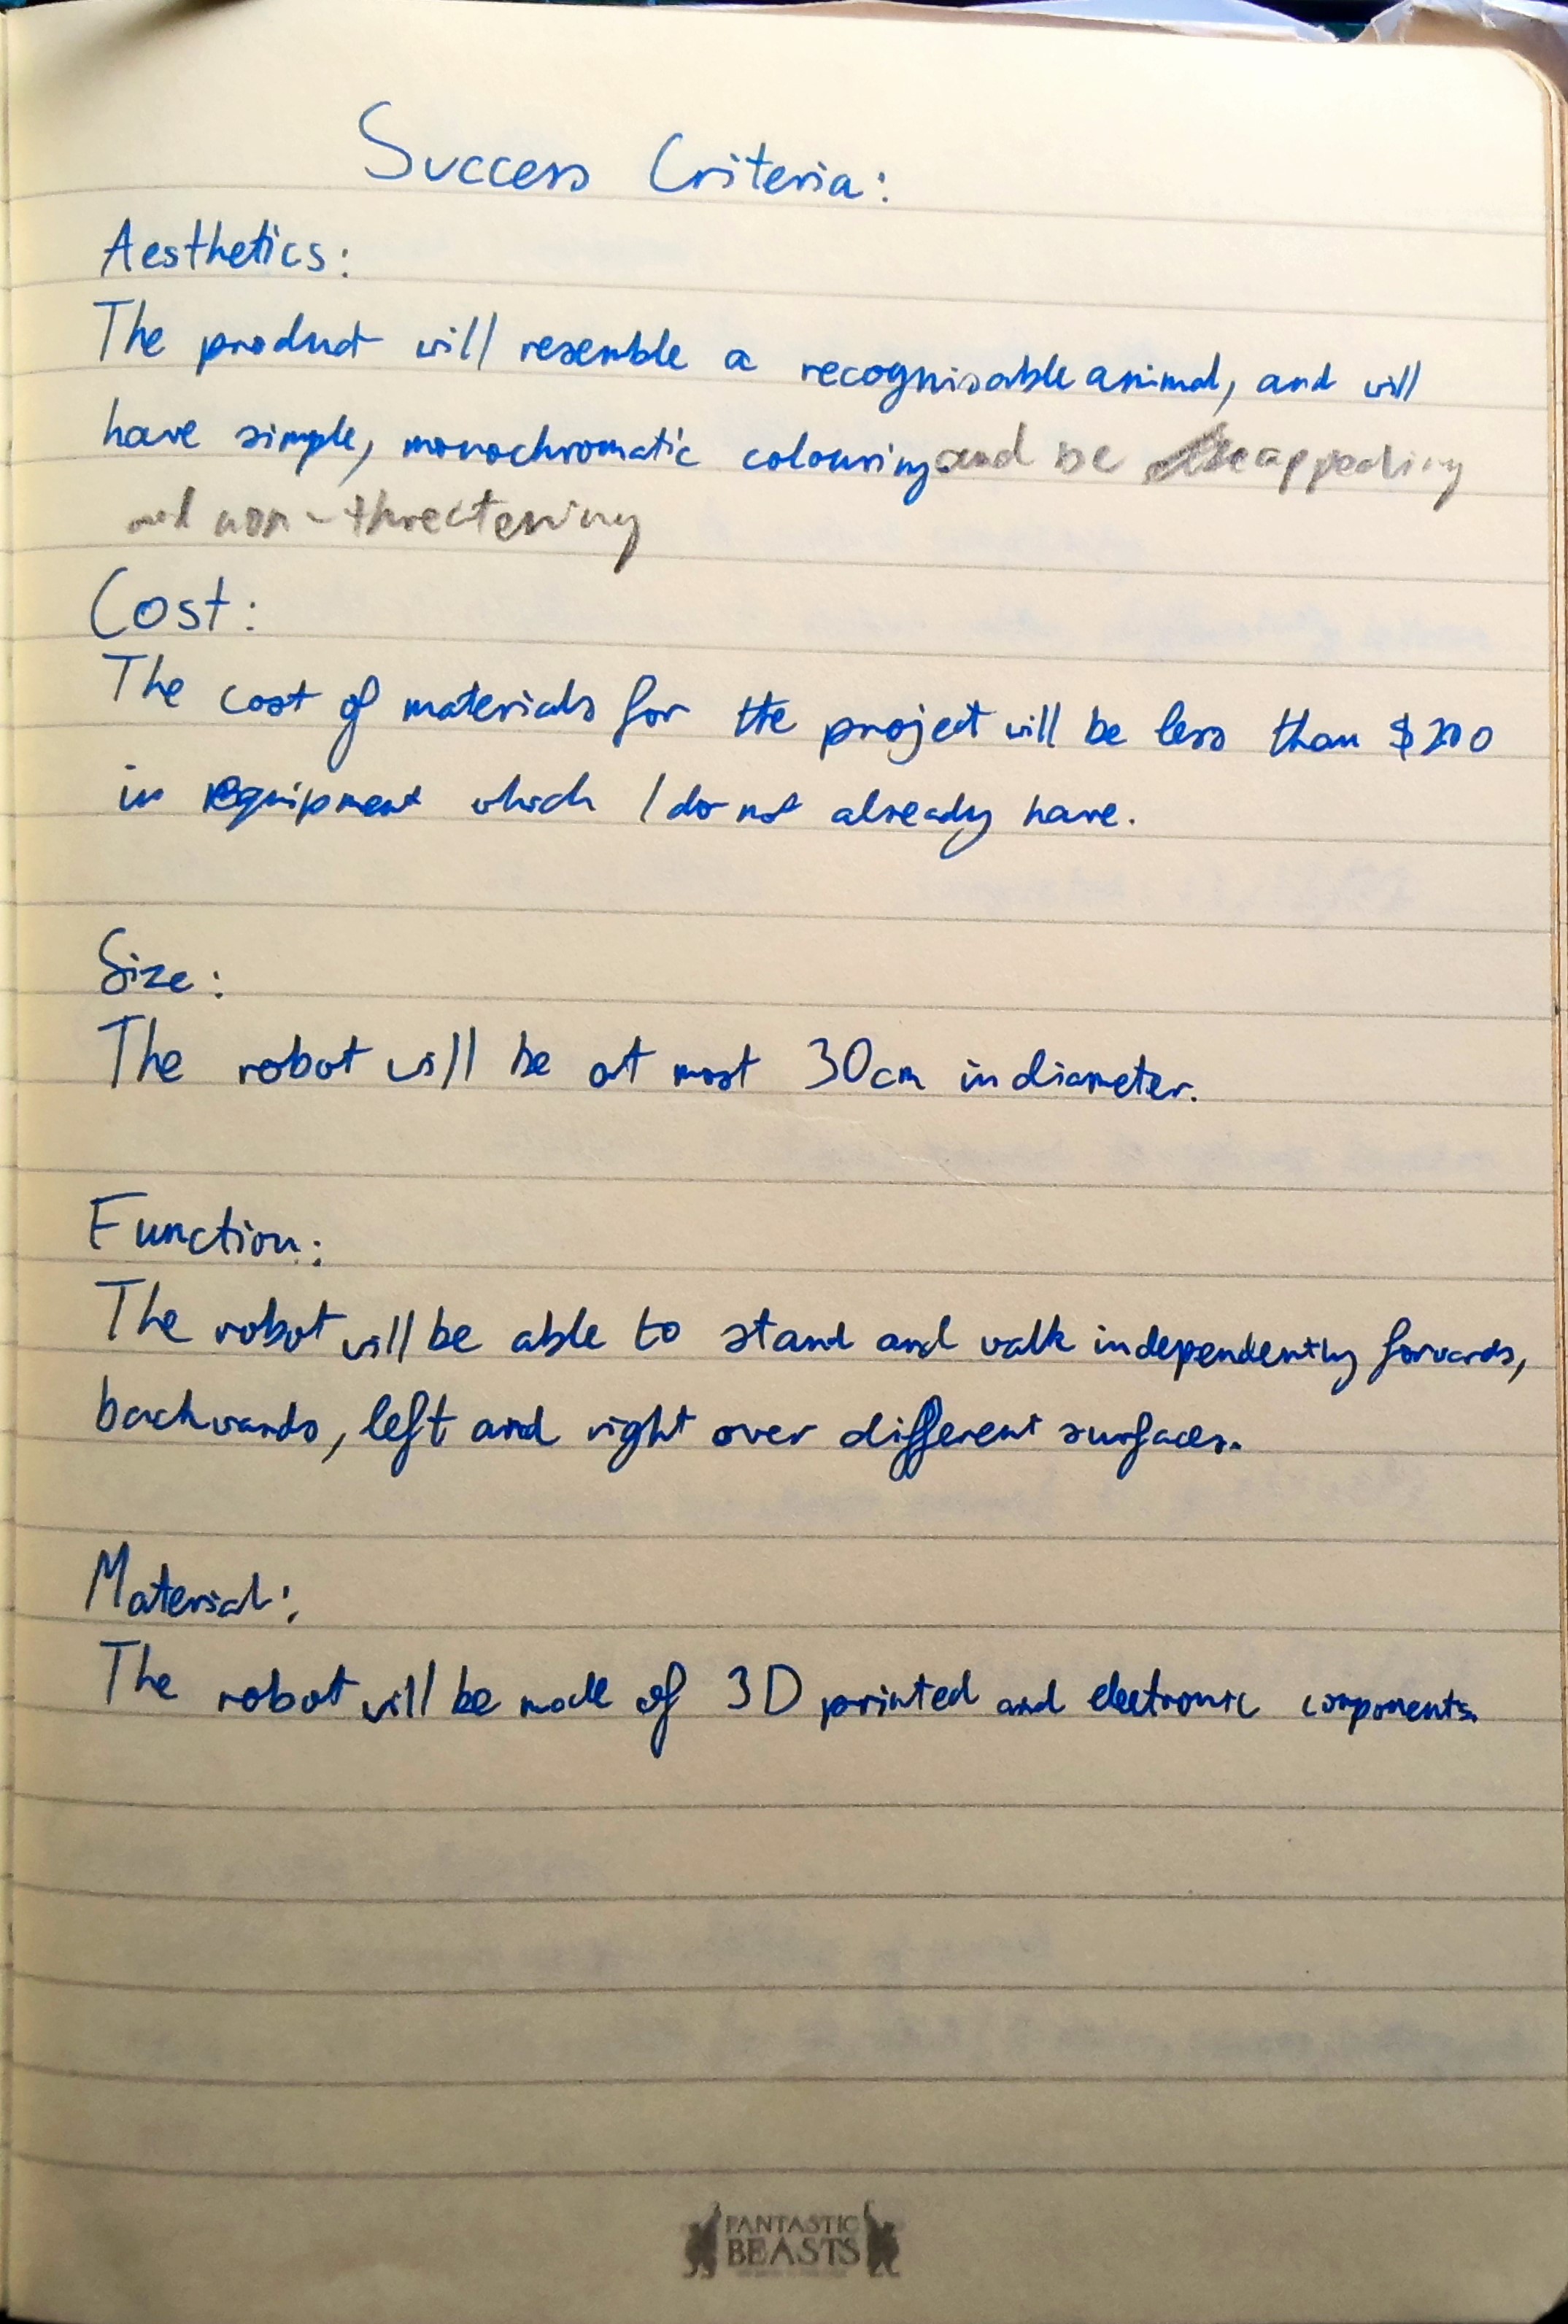 Success Criteria:
Aesthetics:
The product will resemble a recognisable animal, and will
have simple, monochromatic colouring. and be appealing
and non-threatening
Cost:
The cost of materials for the project will be less than $200
in equipment which I do not already have.
Size:
The robot will be at most 30cm in diameter.
Function:
The robot will be able to stand and walk independently forwards,
backwards, left and right over different surfaces.
Material:
The robot will be made of 3D printed and electronic components.
FANTASTIC
BEASTS